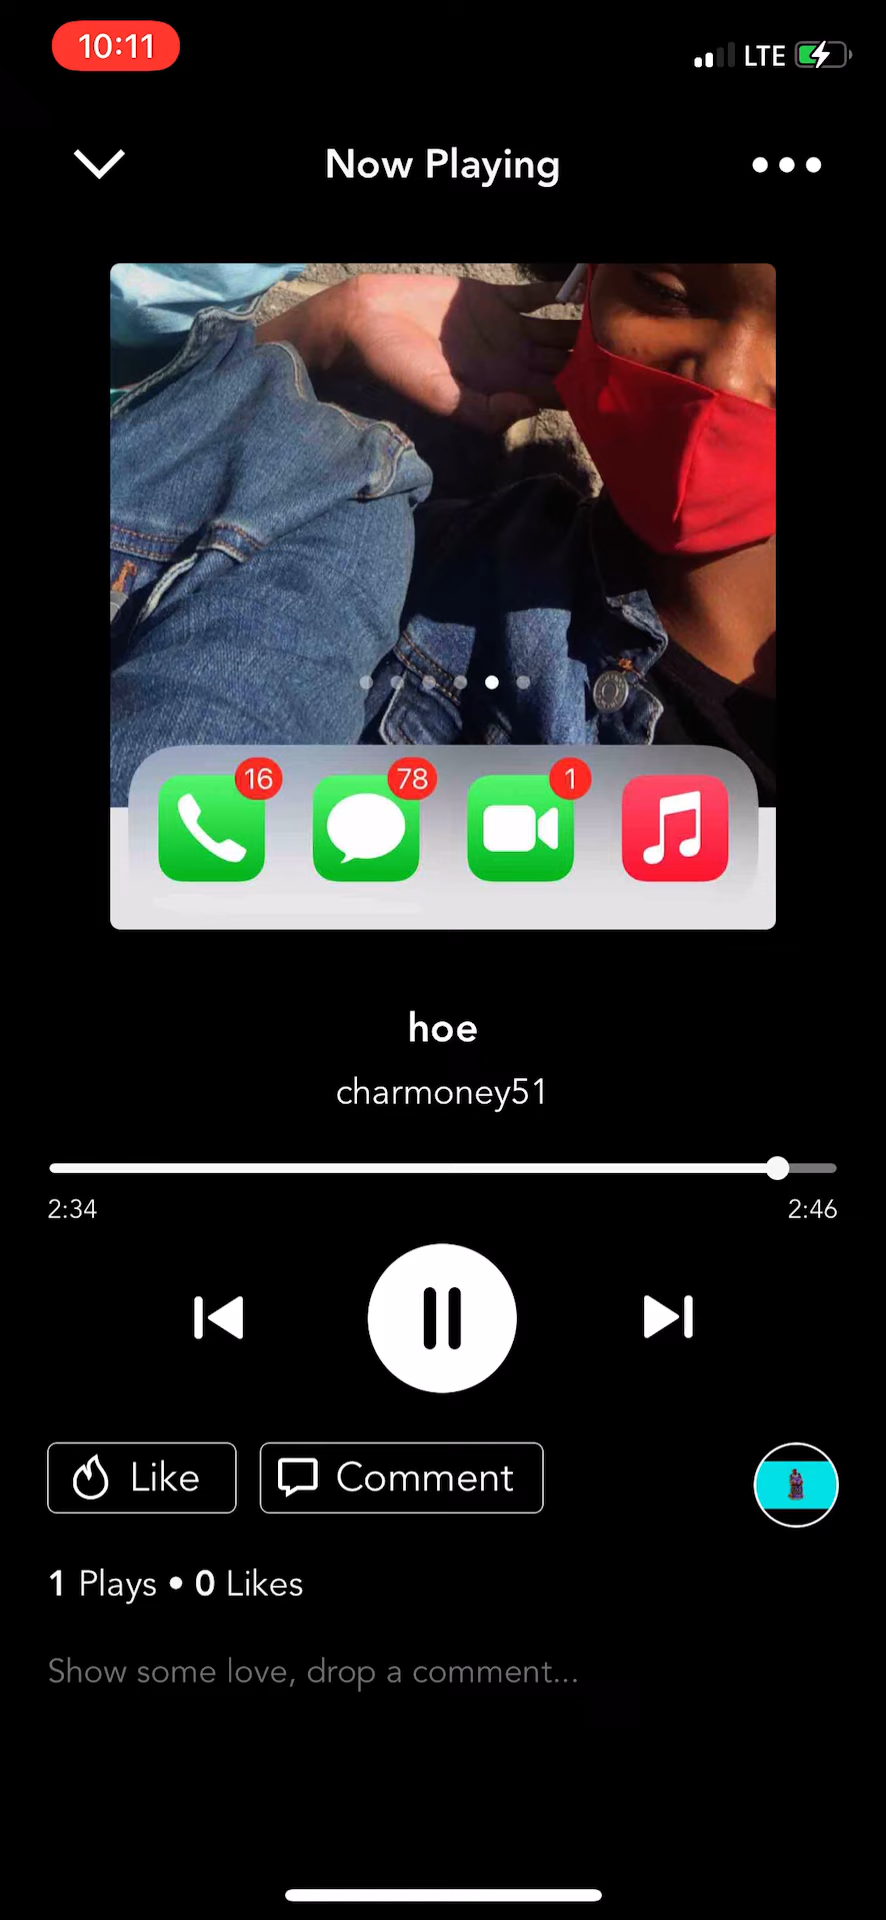 10:11
LTE
Now Playing
16
78
1
hoe
charmoney51
2:34
2:46
Like
Comment
1 Plays • 0 Likes
Show some love, drop a comment...